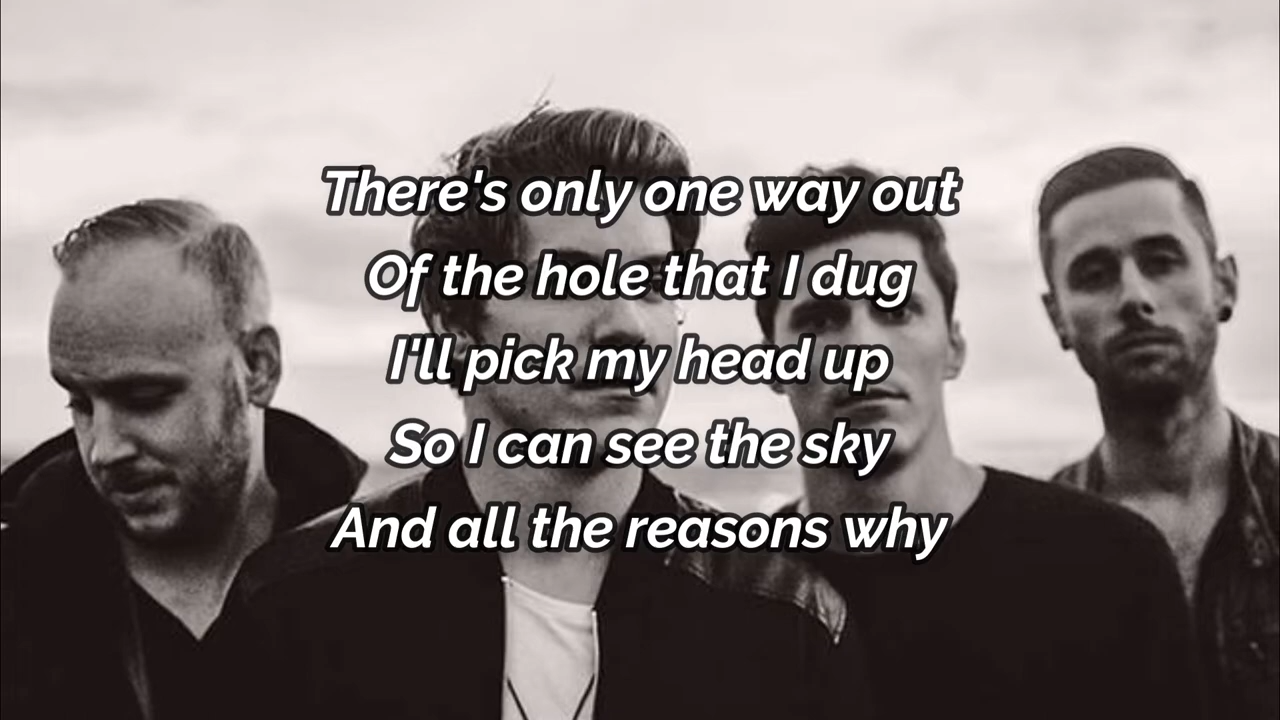 There's only one way out
Of the hole that I dug
I'll pick my head up
So I can see the sky
And all the reasons why